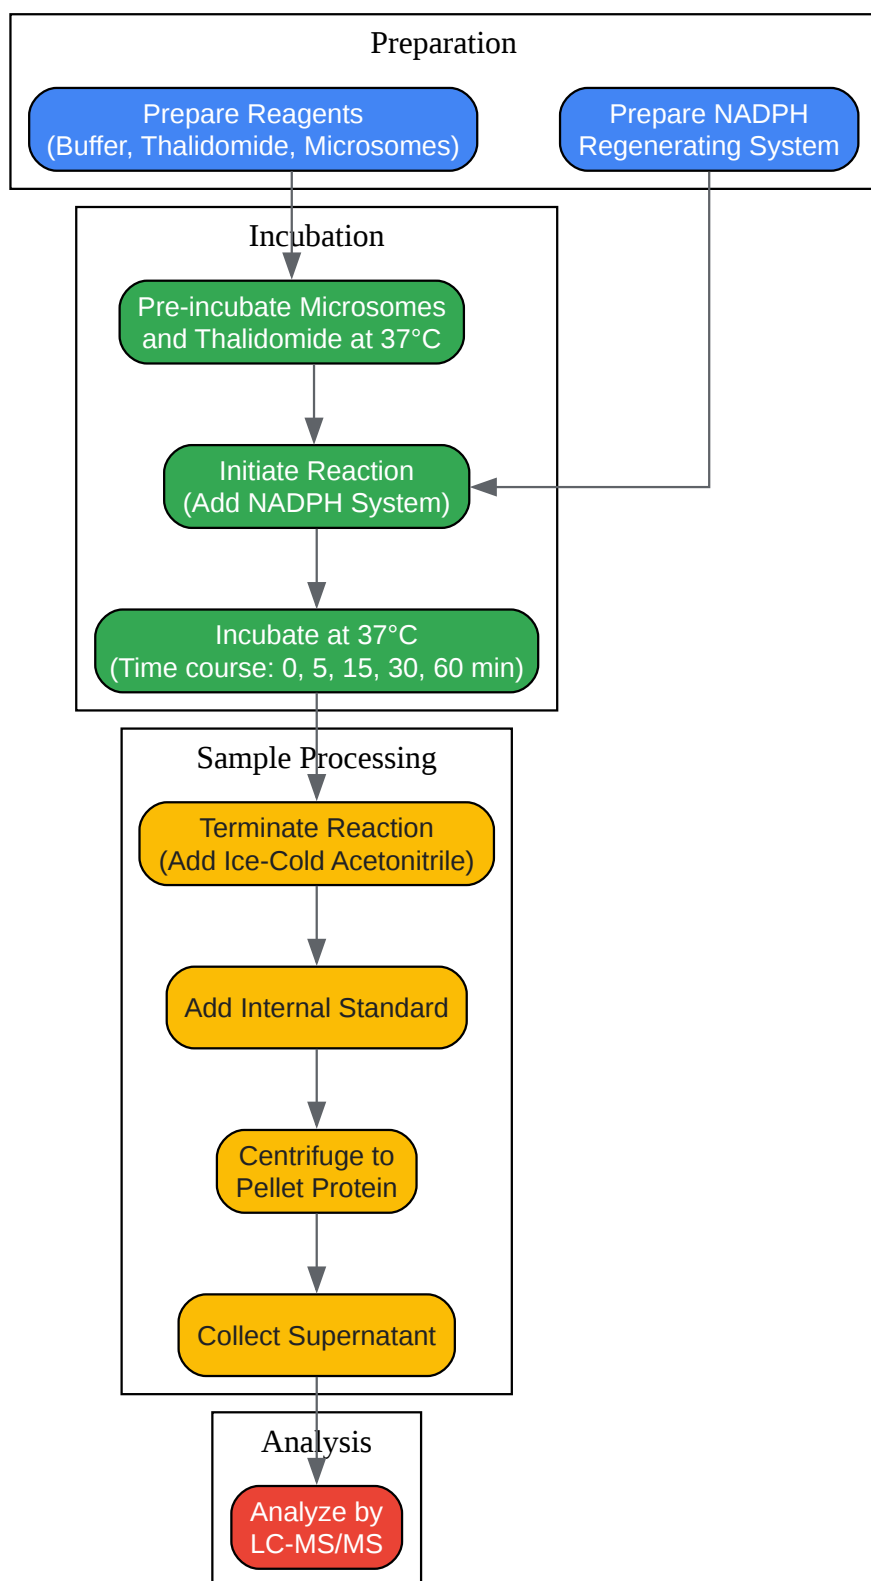 Preparation
Prepare Reagents
(Buffer, Thalidomide, Microsomes)
Prepare NADPH
Regenerating System
Incubation
Pre-incubate Microsomes
and Thalidomide at 37°C
Initiate Reaction
(Add NADPH System)
Incubate at 37°C
(Time course: 0, 5, 15, 30, 60 min)
Sample Processing
Terminate Reaction
(Add Ice-Cold Acetonitrile)
Add Internal Standard
Centrifuge to
Pellet Protein
Collect Supernatant
Analysis
Analyze by
LC-MS/MS